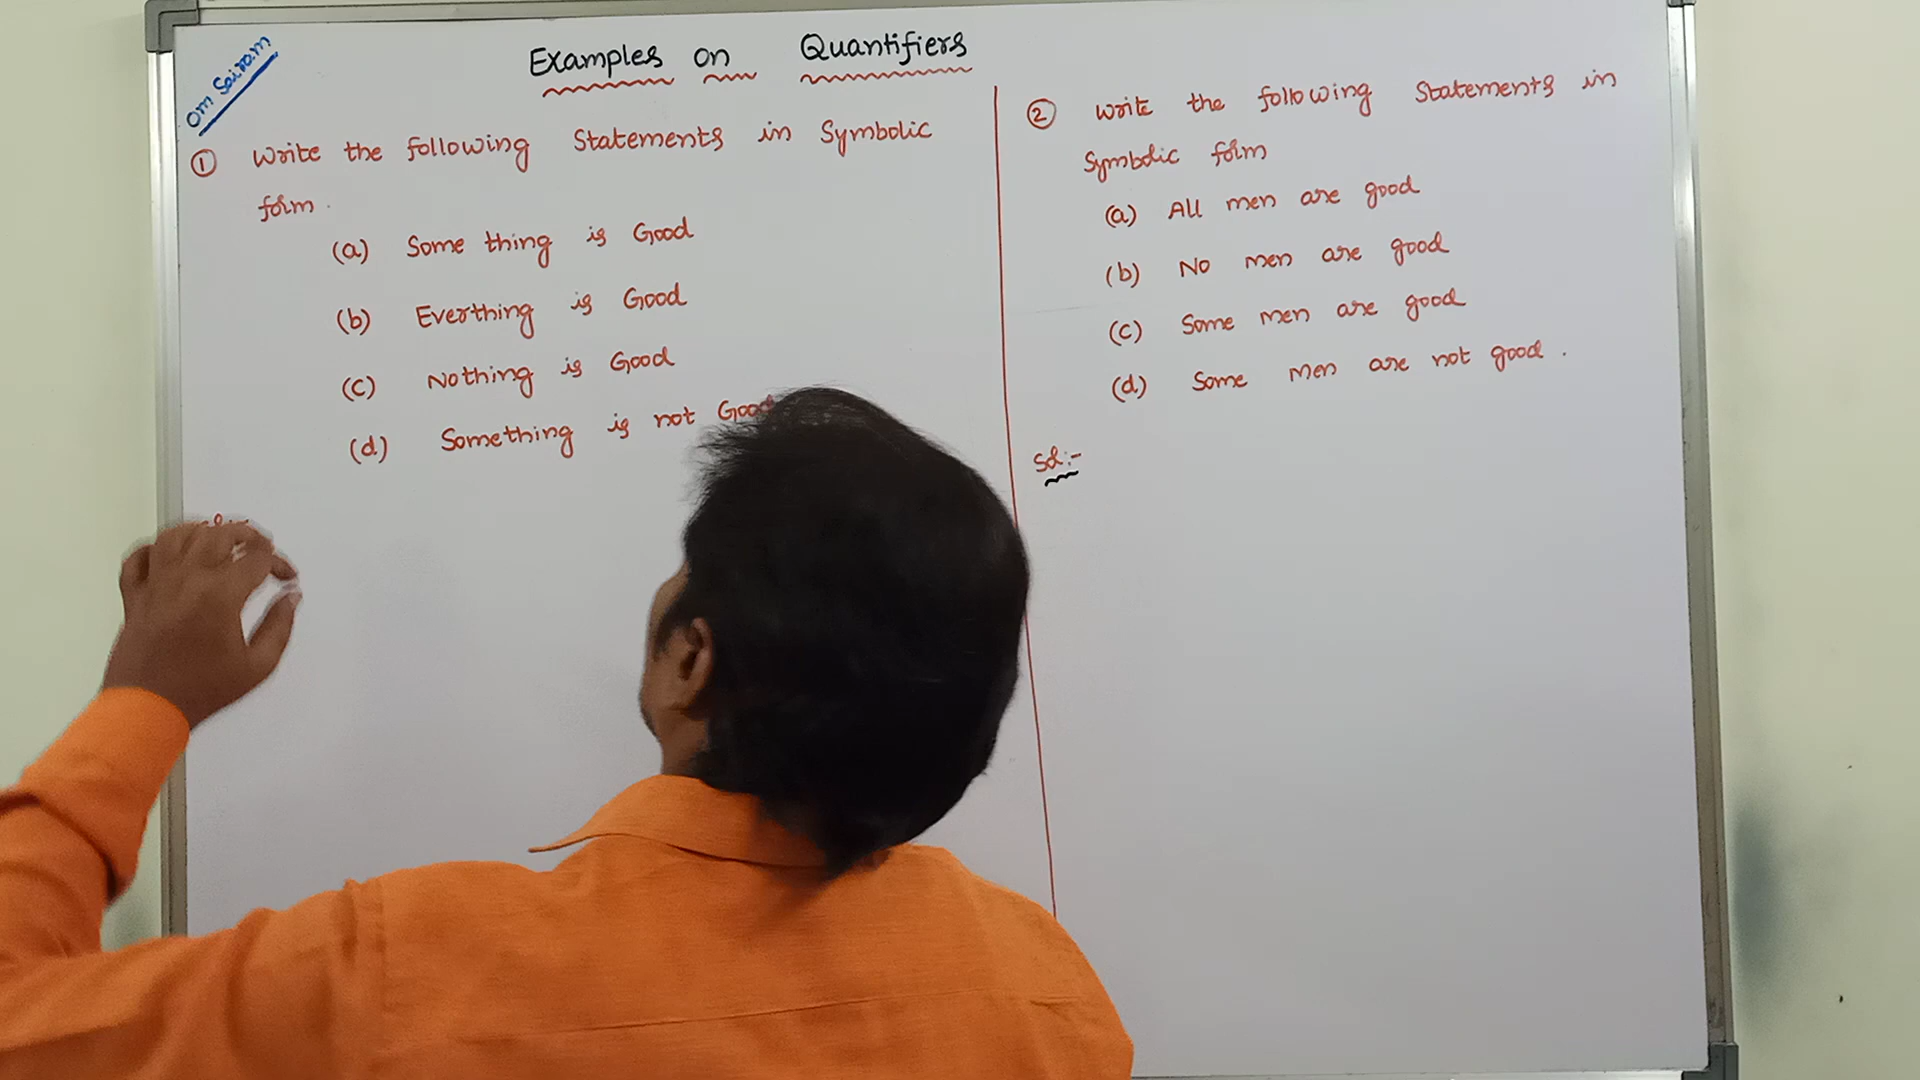 Om Sairam
Examples on Quantifiers
① Write the following Statements in Symbolic
form.
(a) Some thing is Good
(b) Everthing is Good
(c) Nothing is Good
(d) Something is not Good
② Write the following Statements in
Symbolic form
(a) All men are good
(b) No men are good
(c) Some men are good
(d) Some men are not good.
Sol:-